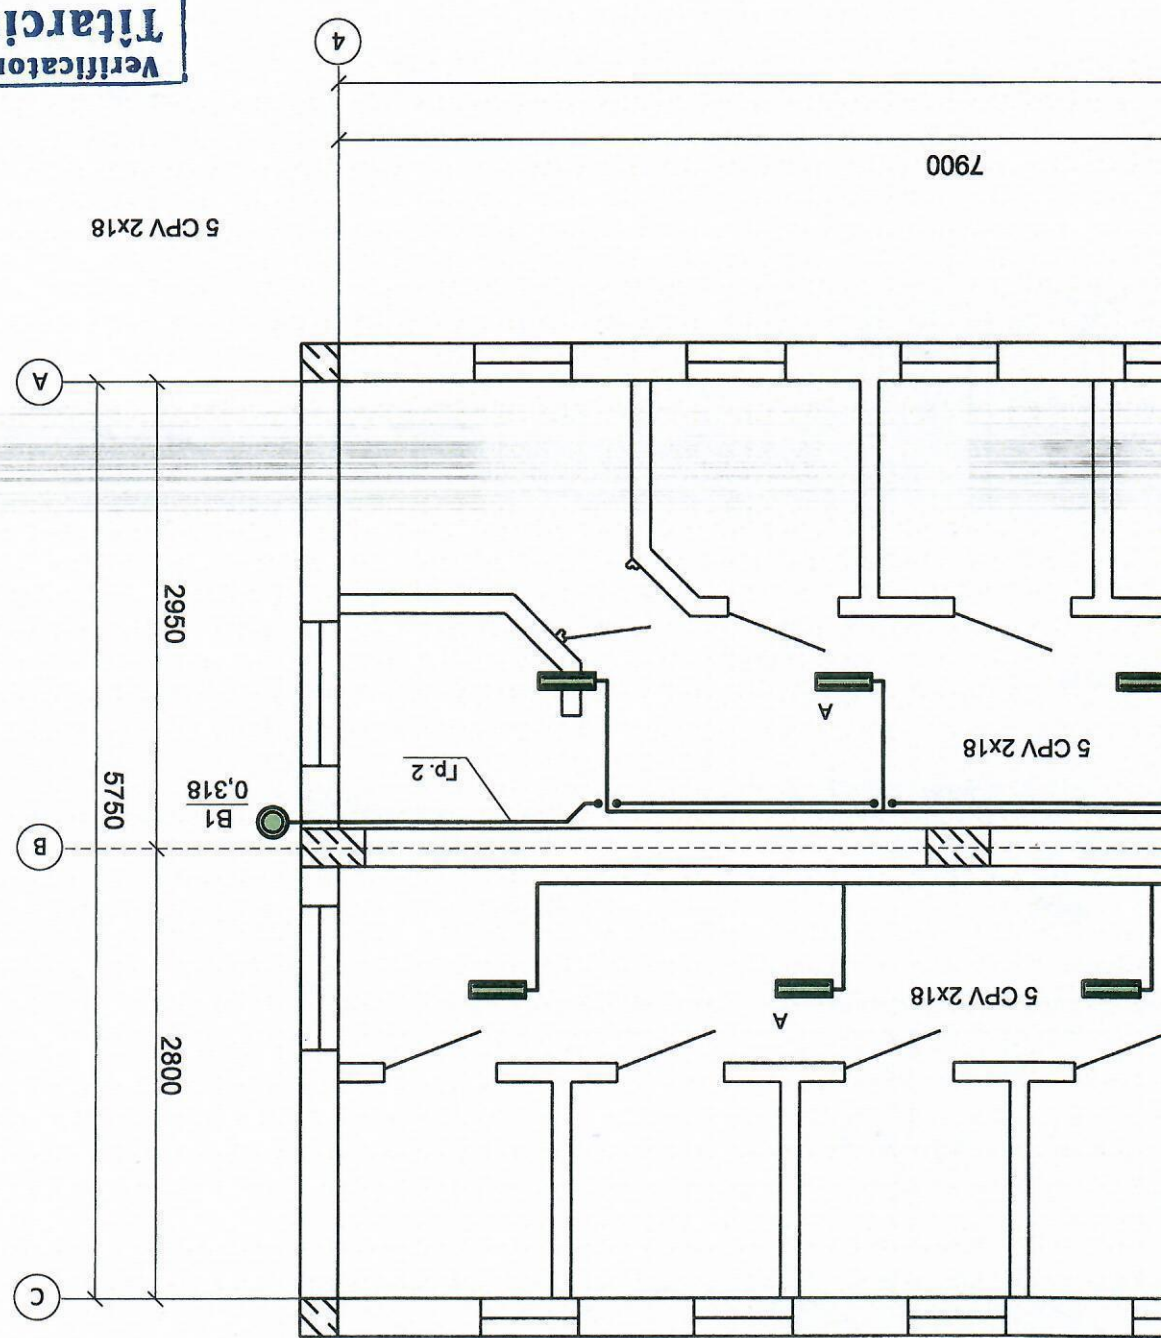 C
2800
A
5 CPV 2x18
B
5750
B1
0,318
Гр. 2
5 CPV 2x18
A
2950
A
5 CPV 2x18
7900
4
Verificator
Tîtarci